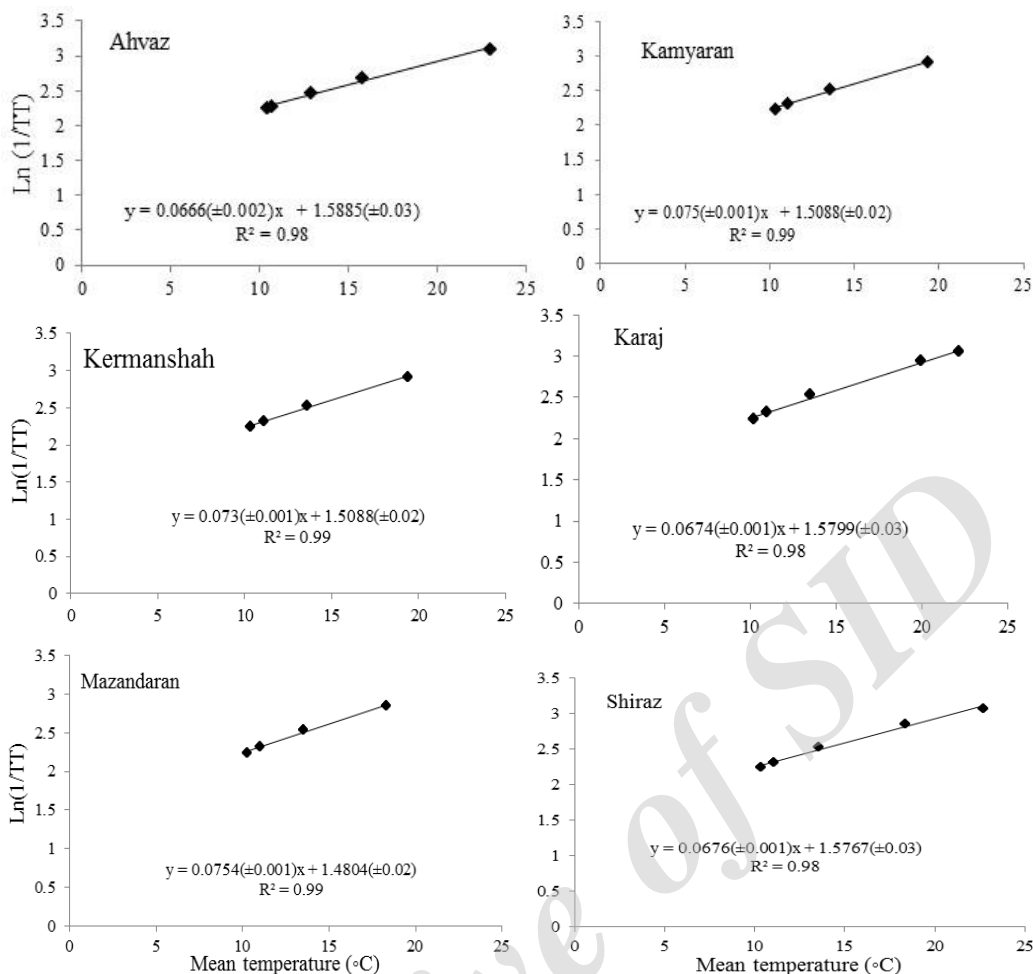 Ahvaz
Ln (1/TT)
3.5
3
2.5
2
1.5
1
0.5
0
y = 0.0666(±0.002)x + 1.5885(±0.03)
R² = 0.98
0 5 10 15 20 25
Kamyaran
3.5
3
2.5
2
1.5
1
0.5
0
y = 0.075(±0.001)x + 1.5088(±0.02)
R² = 0.99
0 5 10 15 20 25
Kermanshah
Ln(1/TT)
3.5
3
2.5
2
1.5
1
0.5
0
y = 0.073(±0.001)x + 1.5088(±0.02)
R² = 0.99
0 5 10 15 20 25
Karaj
3.5
3
2.5
2
1.5
1
0.5
0
y = 0.0674(±0.001)x + 1.5799(±0.03)
R² = 0.98
0 5 10 15 20 25
Mazandaran
Ln(1/TT)
3.5
3
2.5
2
1.5
1
0.5
0
y = 0.0754(±0.001)x + 1.4804(±0.02)
R² = 0.99
0 5 10 15 20 25
Mean temperature (◦C)
Shiraz
3.5
3
2.5
2
1.5
1
0.5
0
y = 0.0676(±0.001)x + 1.5767(±0.03)
R² = 0.98
0 5 10 15 20 25
Mean temperature (◦C)
ive of SID